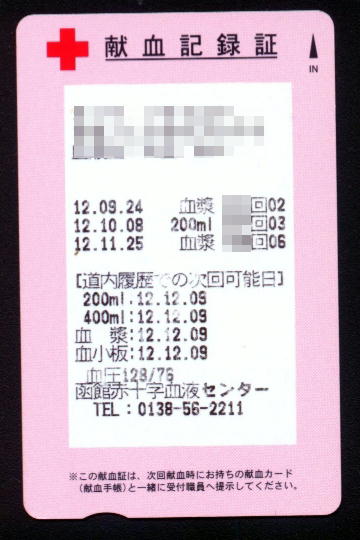 献血記録証
IN
12.09.24 血漿 回02
12.10.08 200ml 回03
12.11.25 血漿 回06
[道内履歴での次回可能日]
200ml:12.12.09
400ml:12.12.09
血 漿:12.12.09
血小板:12.12.09
血圧128/76
函館赤十字血液センター
TEL:0138-56-2211
※この献血証は、次回献血時にお持ちの献血カード
(献血手帳)と一緒に受付職員へ提示してください。